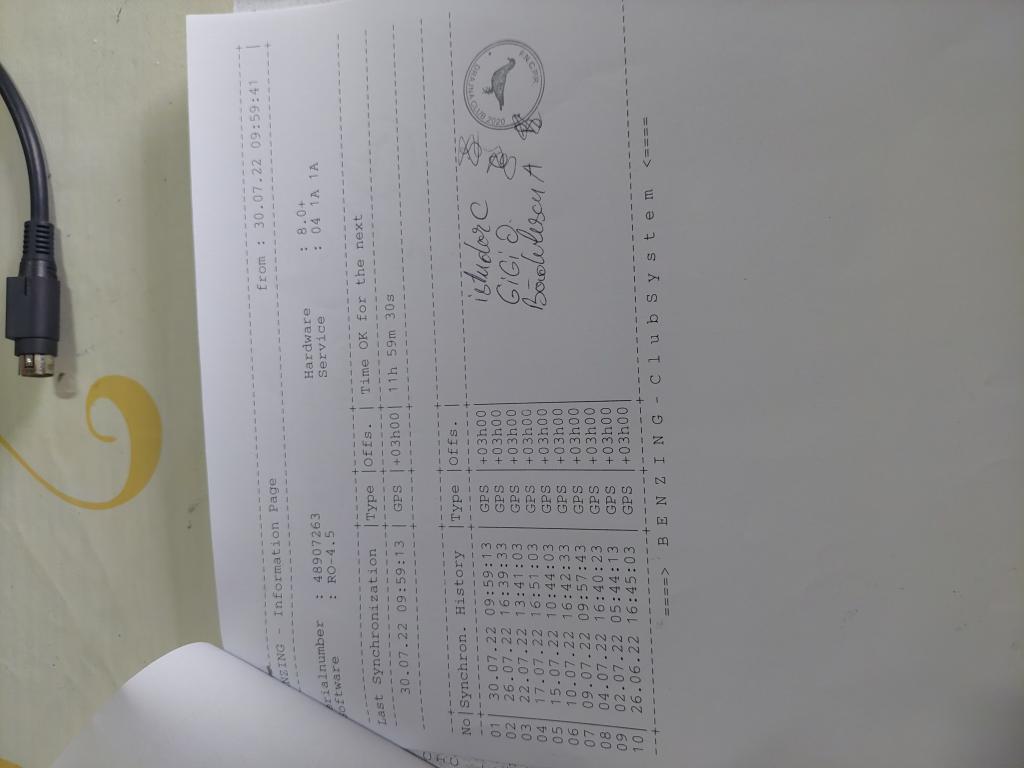 NZING - Information Page from : 30.07.22 09:59:41 |
rialnumber : 48907263 Hardware : 8.0+
oftware : RO-4.5 Service : 04 1A 1A
Last Synchronization |Type |Offs. | Time OK for the next
30.07.22 09:59:13 | GPS |+03h00| 11h 59m 30s
No|Synchron. History |Type |Offs. |
01 | 30.07.22 09:59:13 | GPS |+03h00|
02 | 26.07.22 16:39:33 | GPS |+03h00|
03 | 22.07.22 13:41:03 | GPS |+03h00|
04 | 17.07.22 16:51:03 | GPS |+03h00|
05 | 15.07.22 10:44:03 | GPS |+03h00|
06 | 10.07.22 16:42:33 | GPS |+03h00|
07 | 09.07.22 09:57:43 | GPS |+03h00|
08 | 04.07.22 16:40:23 | GPS |+03h00|
09 | 02.07.22 05:44:13 | GPS |+03h00|
10| 26.06.22 16:45:03 | GPS |+03h00|
GiGi D.
A
2020
====> B E N Z I N G - C l u b S y s t e m <====